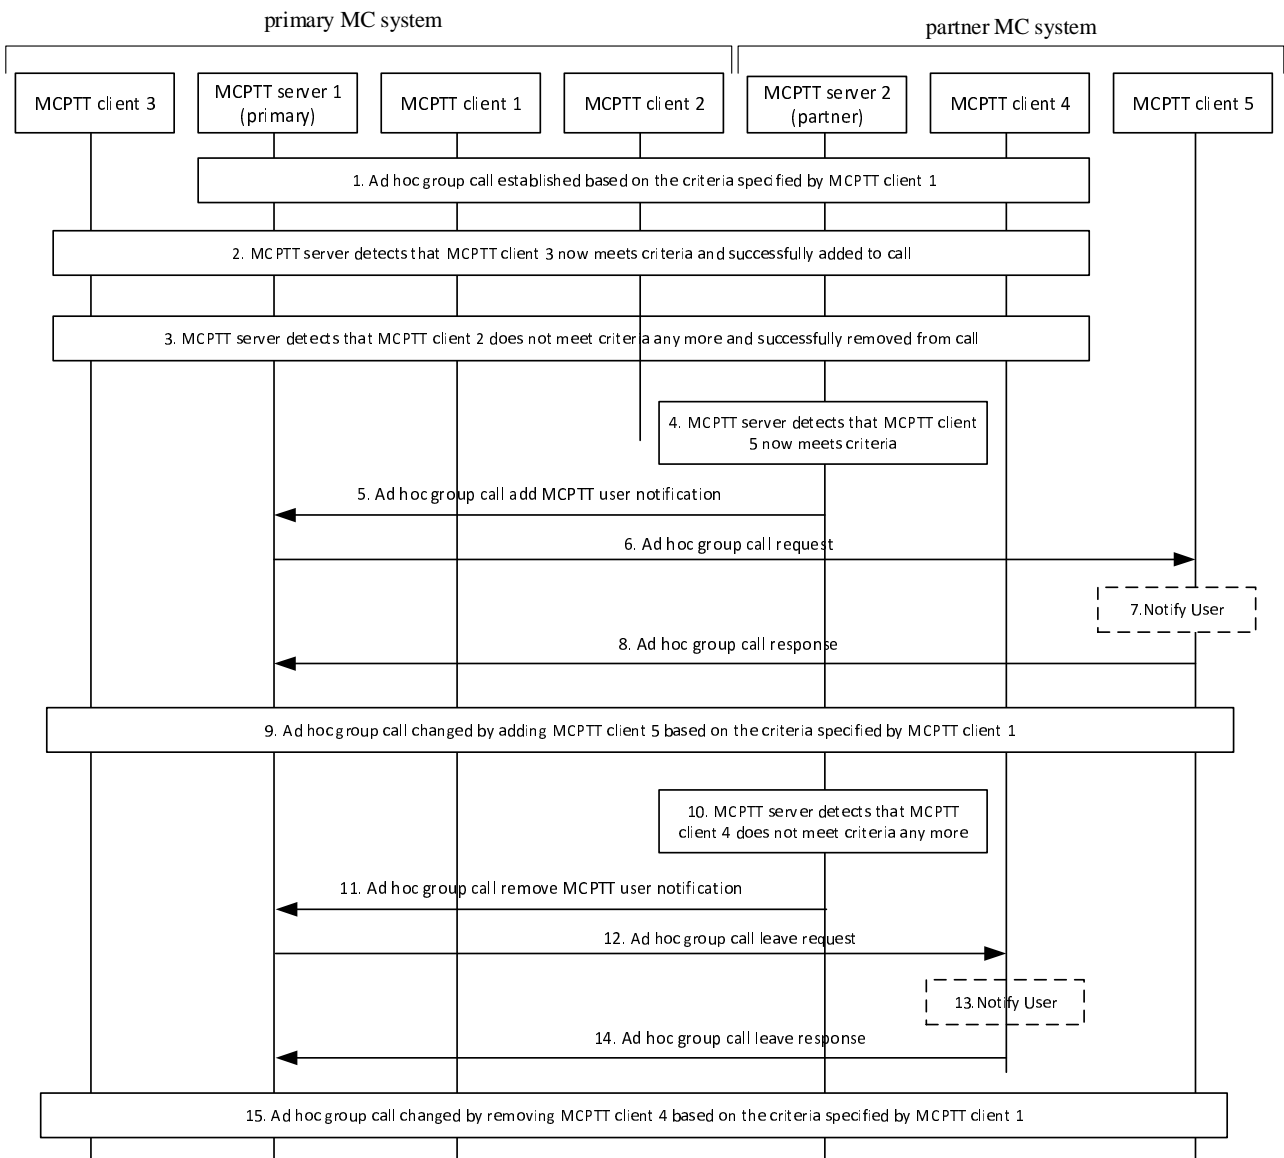 primary MC system
partner MC system
MCPTT client 3
MCPTT server 1
(primary)
MCPTT client 1
MCPTT client 2
MCPTT server 2
(partner)
MCPTT client 4
MCPTT client 5
1. Ad hoc group call established based on the criteria specified by MCPTT client 1
2. MCPTT server detects that MCPTT client 3 now meets criteria and successfully added to call
3. MCPTT server detects that MCPTT client 2 does not meet criteria any more and successfully removed from call
4. MCPTT server detects that MCPTT client
5 now meets criteria
5. Ad hoc group call add MCPTT user notification
6. Ad hoc group call request
7.Notify User
8. Ad hoc group call response
9. Ad hoc group call changed by adding MCPTT client 5 based on the criteria specified by MCPTT client 1
10. MCPTT server detects that MCPTT
client 4 does not meet criteria any more
11. Ad hoc group call remove MCPTT user notification
12. Ad hoc group call leave request
13.Notify User
14. Ad hoc group call leave response
15. Ad hoc group call changed by removing MCPTT client 4 based on the criteria specified by MCPTT client 1